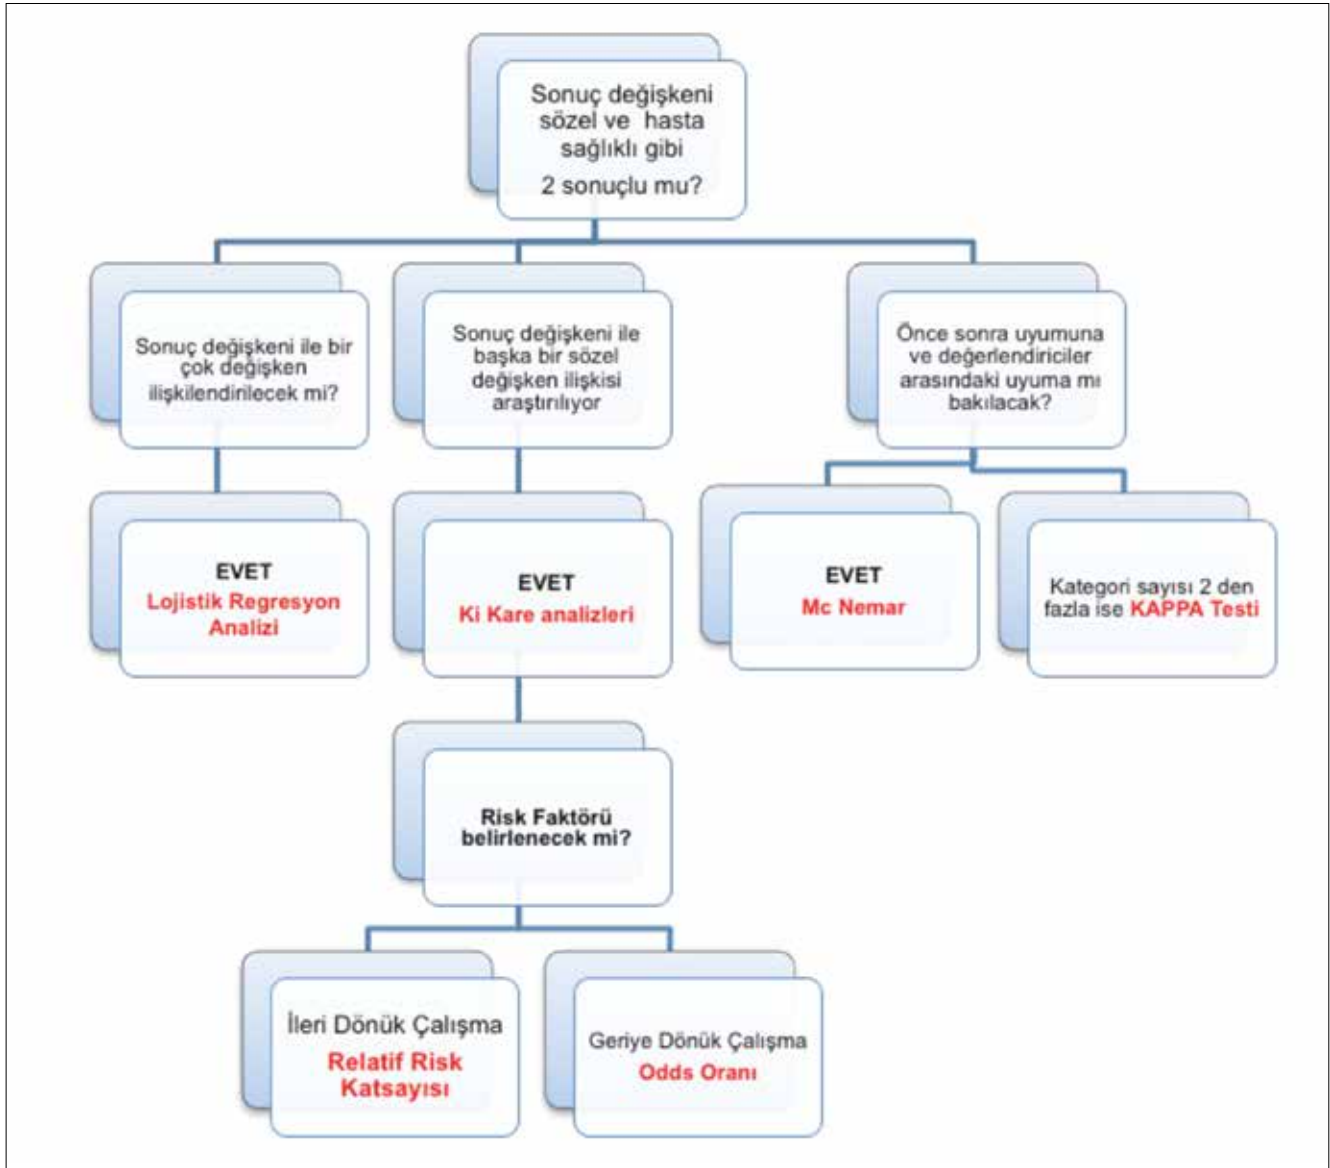 Sonuç değişkeni
sözel ve hasta
sağlıklı gibi
2 sonuçlu mu?
Sonuç değişkeni ile bir
çok değişken
ilişkilendirilecek mi?
Sonuç değişkeni ile
başka bir sözel
değişken ilişkisi
araştırılıyor
Önce sonra uyumuna
ve değerlendiriciler
arasındaki uyuma mı
bakılacak?
EVET
Lojistik Regresyon
Analizi
EVET
Ki Kare analizleri
EVET
Mc Nemar
Kategori sayısı 2 den
fazla ise KAPPA Testi
Risk Faktörü
belirlenecek mi?
İleri Dönük Çalışma
Relatif Risk
Katsayısı
Geriye Dönük Çalışma
Odds Oranı